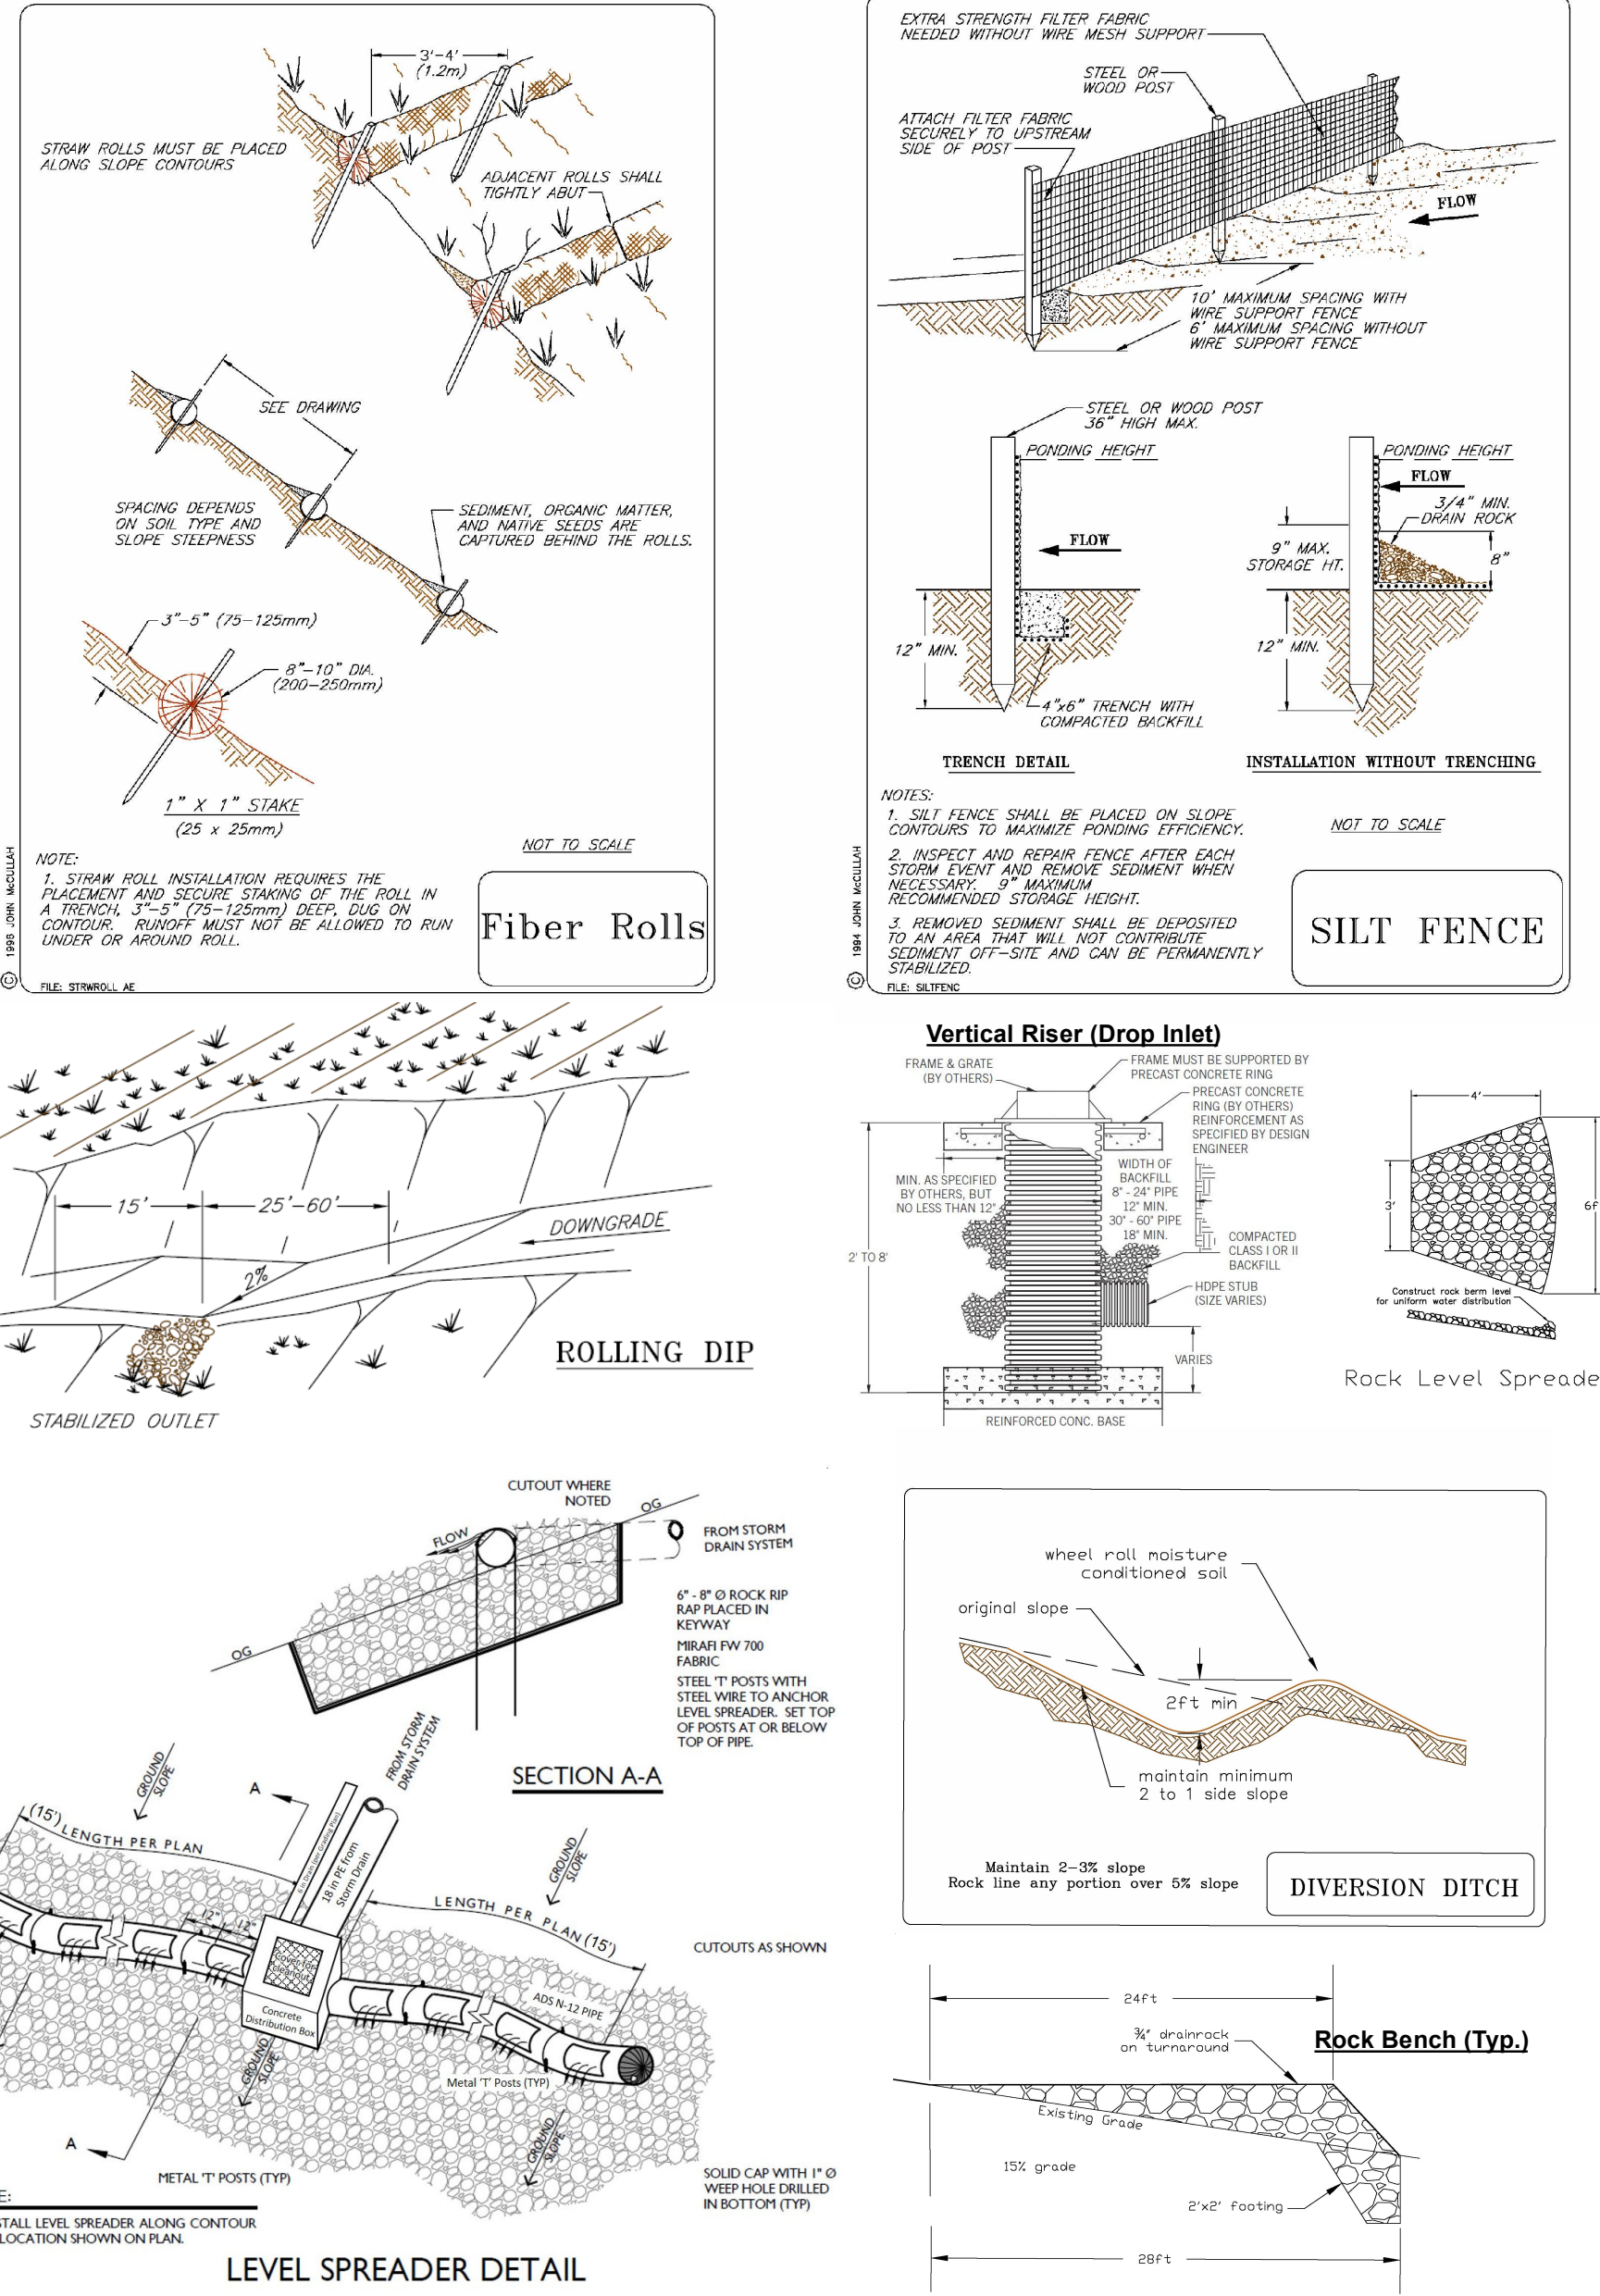 3'-4'
(1.2m)
STRAW ROLLS MUST BE PLACED
ALONG SLOPE CONTOURS
ADJACENT ROLLS SHALL
TIGHTLY ABUT
SEE DRAWING
SPACING DEPENDS
ON SOIL TYPE AND
SLOPE STEEPNESS
SEDIMENT, ORGANIC MATTER,
AND NATIVE SEEDS ARE
CAPTURED BEHIND THE ROLLS.
3"-5" (75-125mm)
8"-10" DIA.
(200-250mm)
1" X 1" STAKE
(25 x 25mm)
NOT TO SCALE
NOTE:
1. STRAW ROLL INSTALLATION REQUIRES THE
PLACEMENT AND SECURE STAKING OF THE ROLL IN
A TRENCH, 3"-5" (75-125mm) DEEP, DUG ON
CONTOUR. RUNOFF MUST NOT BE ALLOWED TO RUN
UNDER OR AROUND ROLL.
Fiber Rolls
FILE: STRWROLL AE
JOHN McCULLAH
EXTRA STRENGTH FILTER FABRIC
NEEDED WITHOUT WIRE MESH SUPPORT
STEEL OR
WOOD POST
ATTACH FILTER FABRIC
SECURELY TO UPSTREAM
SIDE OF POST
FLOW
10' MAXIMUM SPACING WITH
WIRE SUPPORT FENCE
6' MAXIMUM SPACING WITHOUT
WIRE SUPPORT FENCE
STEEL OR WOOD POST
36" HIGH MAX.
PONDING HEIGHT
FLOW
12" MIN.
4"x6" TRENCH WITH
COMPACTED BACKFILL
TRENCH DETAIL
PONDING HEIGHT
FLOW
3/4" MIN.
DRAIN ROCK
9" MAX.
STORAGE HT.
8"
12" MIN.
INSTALLATION WITHOUT TRENCHING
NOTES:
1. SILT FENCE SHALL BE PLACED ON SLOPE
CONTOURS TO MAXIMIZE PONDING EFFICIENCY.
2. INSPECT AND REPAIR FENCE AFTER EACH
STORM EVENT AND REMOVE SEDIMENT WHEN
NECESSARY. 9" MAXIMUM
RECOMMENDED STORAGE HEIGHT.
3. REMOVED SEDIMENT SHALL BE DEPOSITED
TO AN AREA THAT WILL NOT CONTRIBUTE
SEDIMENT OFF-SITE AND CAN BE PERMANENTLY
STABILIZED.
NOT TO SCALE
SILT FENCE
FILE: SILTFENC
© 1994 JOHN McCULLAH
15'
25'-60'
DOWNGRADE
2%
ROLLING DIP
STABILIZED OUTLET
Vertical Riser (Drop Inlet)
FRAME & GRATE
(BY OTHERS)
FRAME MUST BE SUPPORTED BY
PRECAST CONCRETE RING
PRECAST CONCRETE
RING (BY OTHERS)
REINFORCEMENT AS
SPECIFIED BY DESIGN
ENGINEER
MIN. AS SPECIFIED
BY OTHERS, BUT
NO LESS THAN 12"
WIDTH OF
BACKFILL
8" - 24" PIPE
12" MIN.
30" - 60" PIPE
18" MIN.
COMPACTED
CLASS I OR II
BACKFILL
2' TO 8'
HDPE STUB
(SIZE VARIES)
VARIES
REINFORCED CONC. BASE
4'
3'
6f
Construct rock berm level
for uniform water distribution
Rock Level Spreade
CUTOUT WHERE
NOTED
OG
FLOW
FROM STORM
DRAIN SYSTEM
OG
6" - 8" Ø ROCK RIP
RAP PLACED IN
KEYWAY
MIRAFI FW 700
FABRIC
STEEL 'T' POSTS WITH
STEEL WIRE TO ANCHOR
LEVEL SPREADER. SET TOP
OF POSTS AT OR BELOW
TOP OF PIPE.
SECTION A-A
FROM STORM
DRAIN SYSTEM
GROUND
SLOPE
A
(15')
LENGTH PER PLAN
6 in Drain (per Grading Plan)
18 in PE from
Storm Drain
GROUND
SLOPE
LENGTH PER PLAN (15')
12"
12"
Cover for
cleanout
Concrete
Distribution Box
CUTOUTS AS SHOWN
ADS N-12 PIPE
GROUND
SLOPE
Metal 'T' Posts (TYP)
GROUND
SLOPE
A
METAL 'T' POSTS (TYP)
SOLID CAP WITH 1" Ø
WEEP HOLE DRILLED
IN BOTTOM (TYP)
E:
STALL LEVEL SPREADER ALONG CONTOUR
LOCATION SHOWN ON PLAN.
LEVEL SPREADER DETAIL
wheel roll moisture
conditioned soil
original slope
2ft min
maintain minimum
2 to 1 side slope
Maintain 2-3% slope
Rock line any portion over 5% slope
DIVERSION DITCH
24ft
¾" drainrock
on turnaround
Rock Bench (Typ.)
Existing Grade
15% grade
2'x2' footing
28ft